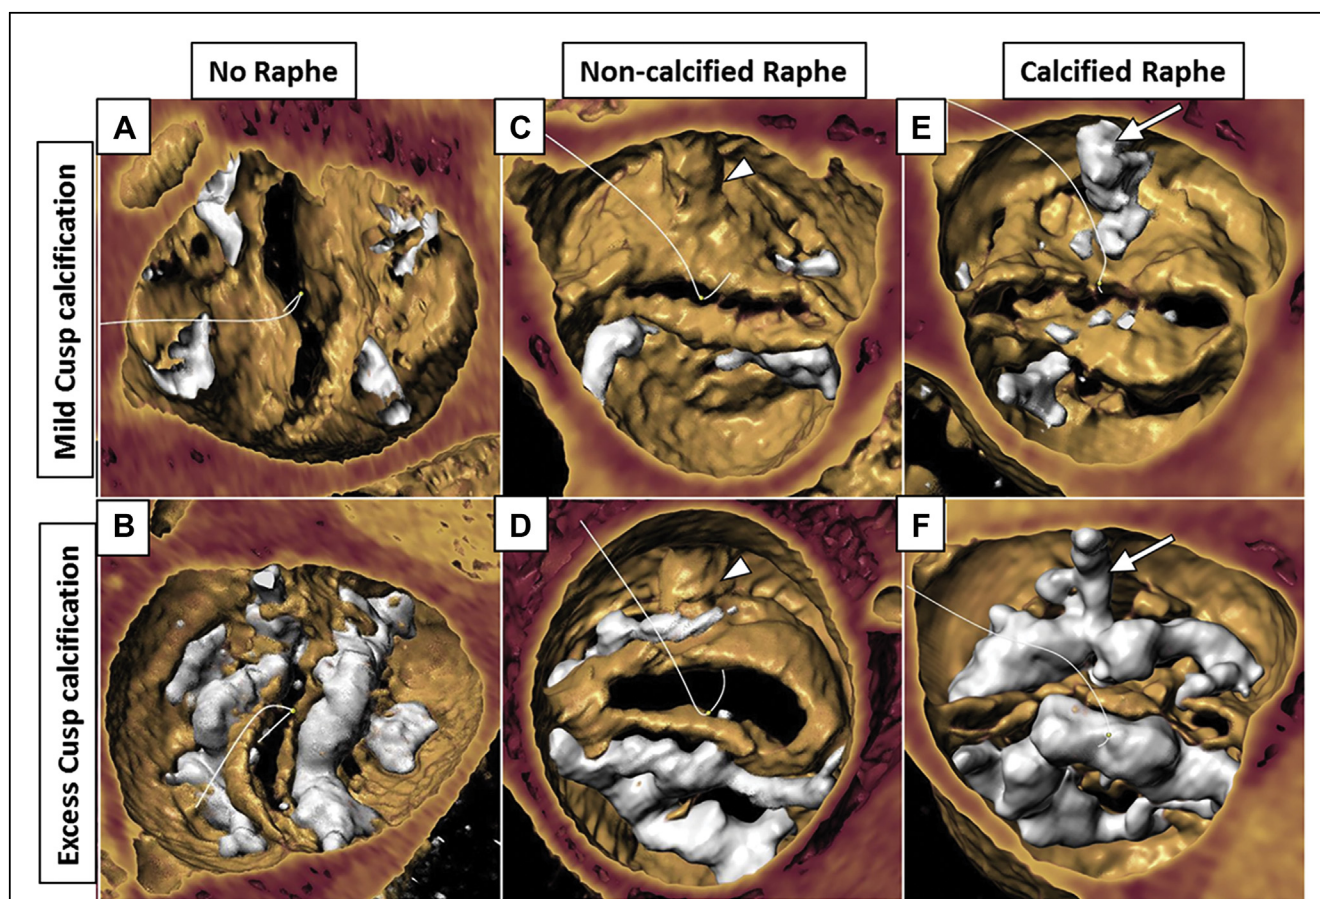 No Raphe
Non-calcified Raphe
Calcified Raphe
Mild Cusp calcification
A
C
E
Excess Cusp calcification
B
D
F